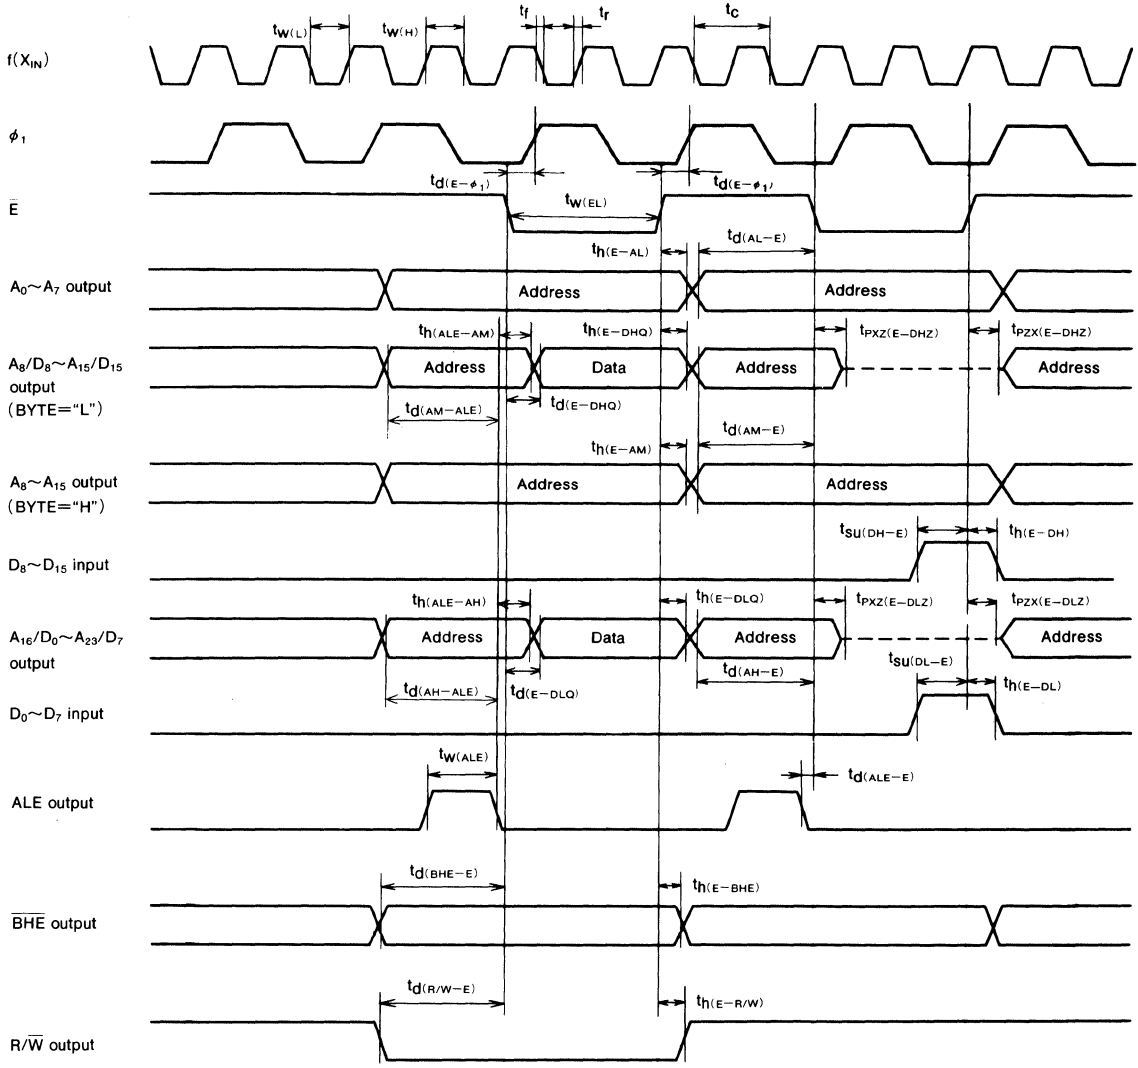 tf tr tc
tw(L) tw(H)
f(XIN)
ϕ1
td(E−ϕ1) td(E−ϕ1)
tw(EL)
E̅
th(E−AL) td(AL−E)
A0～A7 output Address Address
th(ALE−AM) th(E−DHQ) tPXZ(E−DHZ) tPZX(E−DHZ)
A8/D8～A15/D15 Address Data Address Address
output
(BYTE=“L”) td(AM−ALE) td(E−DHQ)
th(E−AM) td(AM−E)
A8～A15 output Address Address
(BYTE=“H”)
tsu(DH−E) th(E−DH)
D8～D15 input
th(ALE−AH) th(E−DLQ) tPXZ(E−DLZ) tPZX(E−DLZ)
A16/D0～A23/D7 Address Data Address Address
output
tsu(DL−E)
td(AH−ALE) td(E−DLQ) td(AH−E) th(E−DL)
D0～D7 input
tw(ALE) td(ALE−E)
ALE output
td(BHE−E) th(E−BHE)
B̅H̅E̅ output
td(R/W−E) th(E−R/W)
R/W̅ output